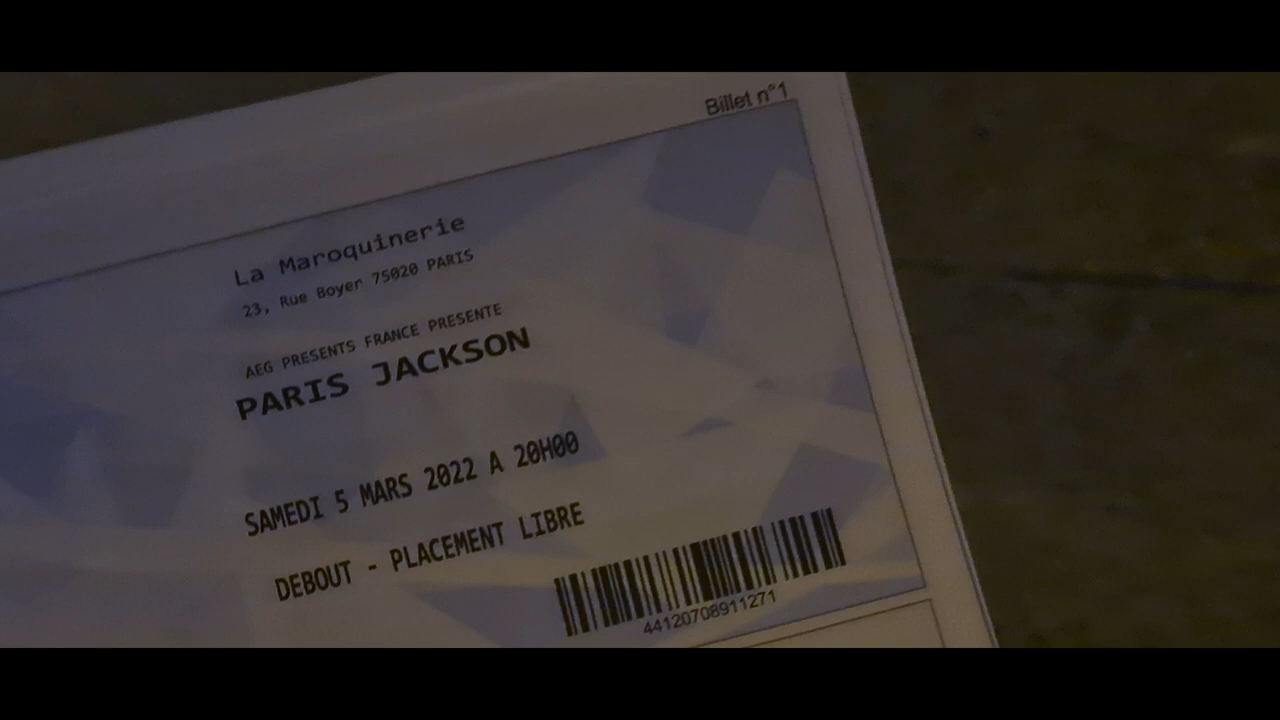 Billet n°1
La Maroquinerie
23, Rue Boyer 75020 PARIS
AEG PRESENTS FRANCE PRESENTE
PARIS JACKSON
SAMEDI 5 MARS 2022 A 20H00
DEBOUT - PLACEMENT LIBRE
44120708911271